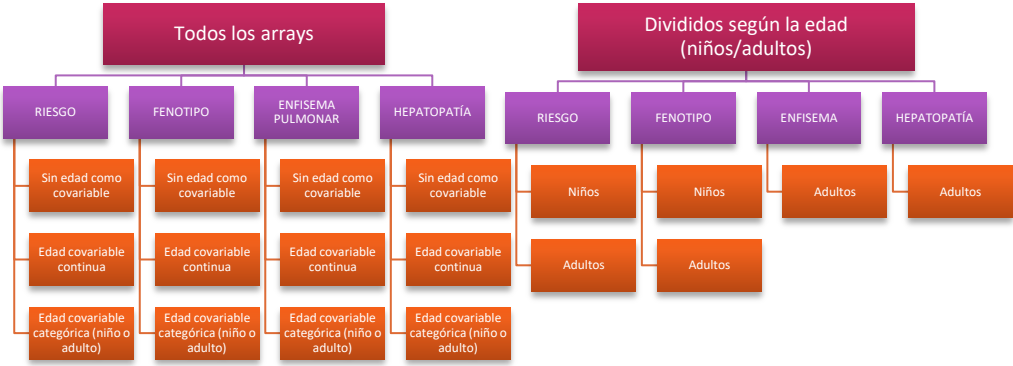 Todos los arrays
RIESGO
FENOTIPO
ENFISEMA
PULMONAR
HEPATOPATÍA
Sin edad como
covariable
Sin edad como
covariable
Sin edad como
covariable
Sin edad como
covariable
Edad covariable
continua
Edad covariable
continua
Edad covariable
continua
Edad covariable
continua
Edad covariable
categórica (niño o
adulto)
Edad covariable
categórica (niño o
adulto)
Edad covariable
categórica (niño o
adulto)
Edad covariable
categórica (niño o
adulto)
Divididos según la edad
(niños/adultos)
RIESGO
FENOTIPO
ENFISEMA
HEPATOPATÍA
Niños
Niños
Adultos
Adultos
Adultos
Adultos